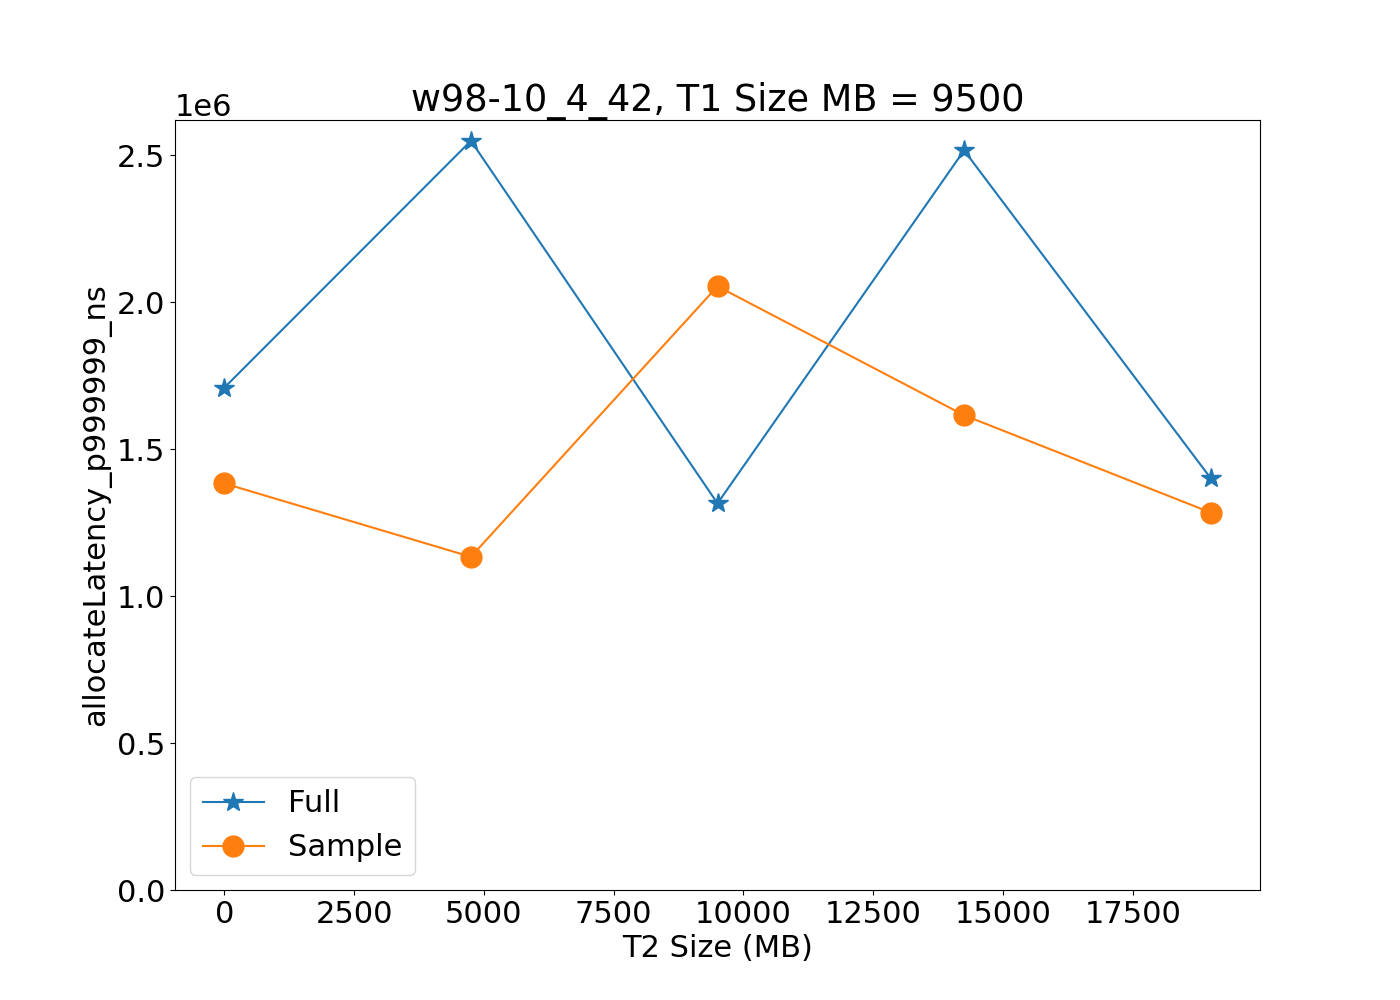 w98-10_4_42, T1 Size MB = 9500
1e6
2.5
2.0
1.5
1.0
0.5
0.0
allocateLatency_p999999_ns
Full
Sample
0 2500 5000 7500 10000 12500 15000 17500
T2 Size (MB)